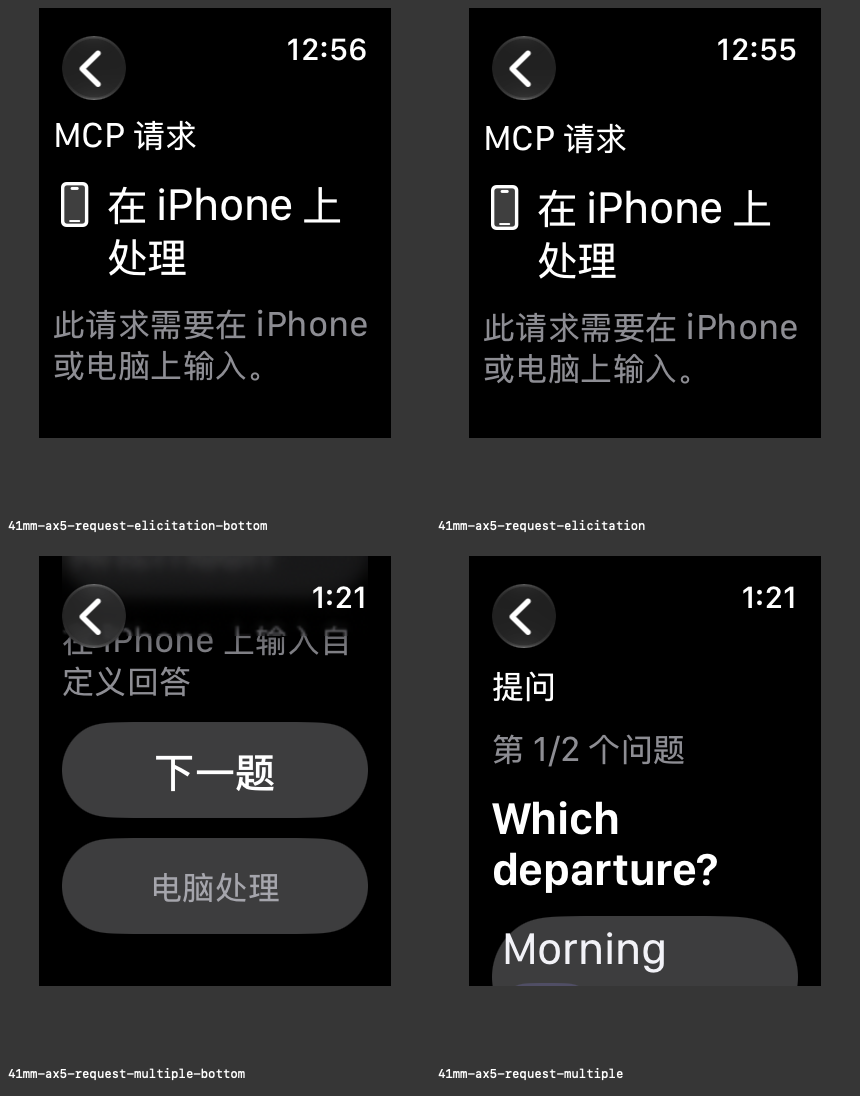 12:56
MCP 请求
在 iPhone 上
处理
此请求需要在 iPhone
或电脑上输入。
41mm-ax5-request-elicitation-bottom
12:55
MCP 请求
在 iPhone 上
处理
此请求需要在 iPhone
或电脑上输入。
41mm-ax5-request-elicitation
1:21
在 iPhone 上输入自
定义回答
下一题
电脑处理
41mm-ax5-request-multiple-bottom
1:21
提问
第 1/2 个问题
Which
departure?
Morning
41mm-ax5-request-multiple